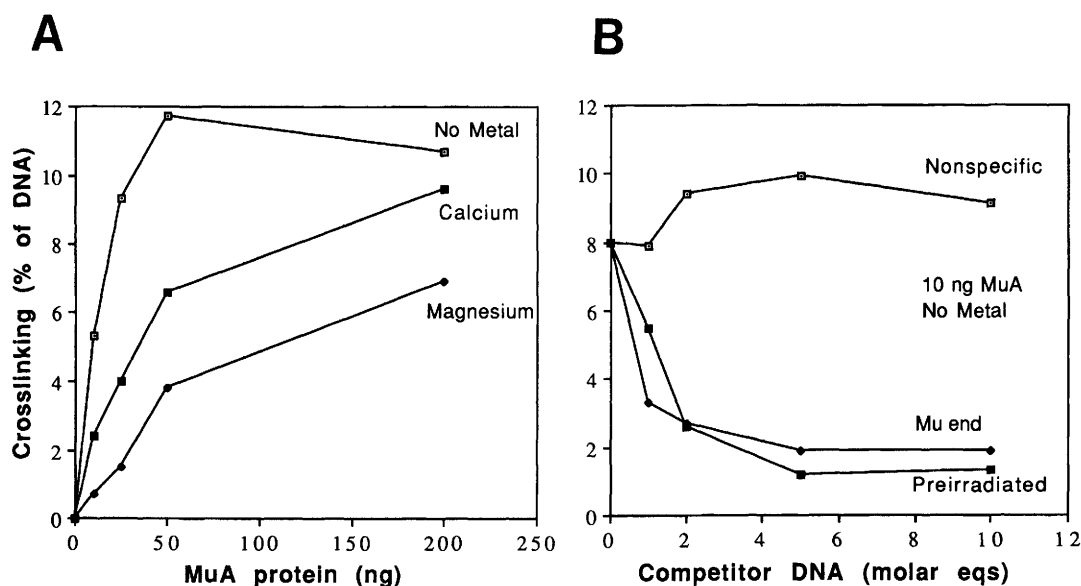 A
B
Crosslinking (% of DNA)
12
10
8
6
4
2
0
No Metal
Calcium
Magnesium
0
50
100
150
200
250
MuA protein (ng)
12
10
8
6
4
2
0
Nonspecific
10 ng MuA
No Metal
Mu end
Preirradiated
0
2
4
6
8
10
12
Competitor DNA (molar eqs)